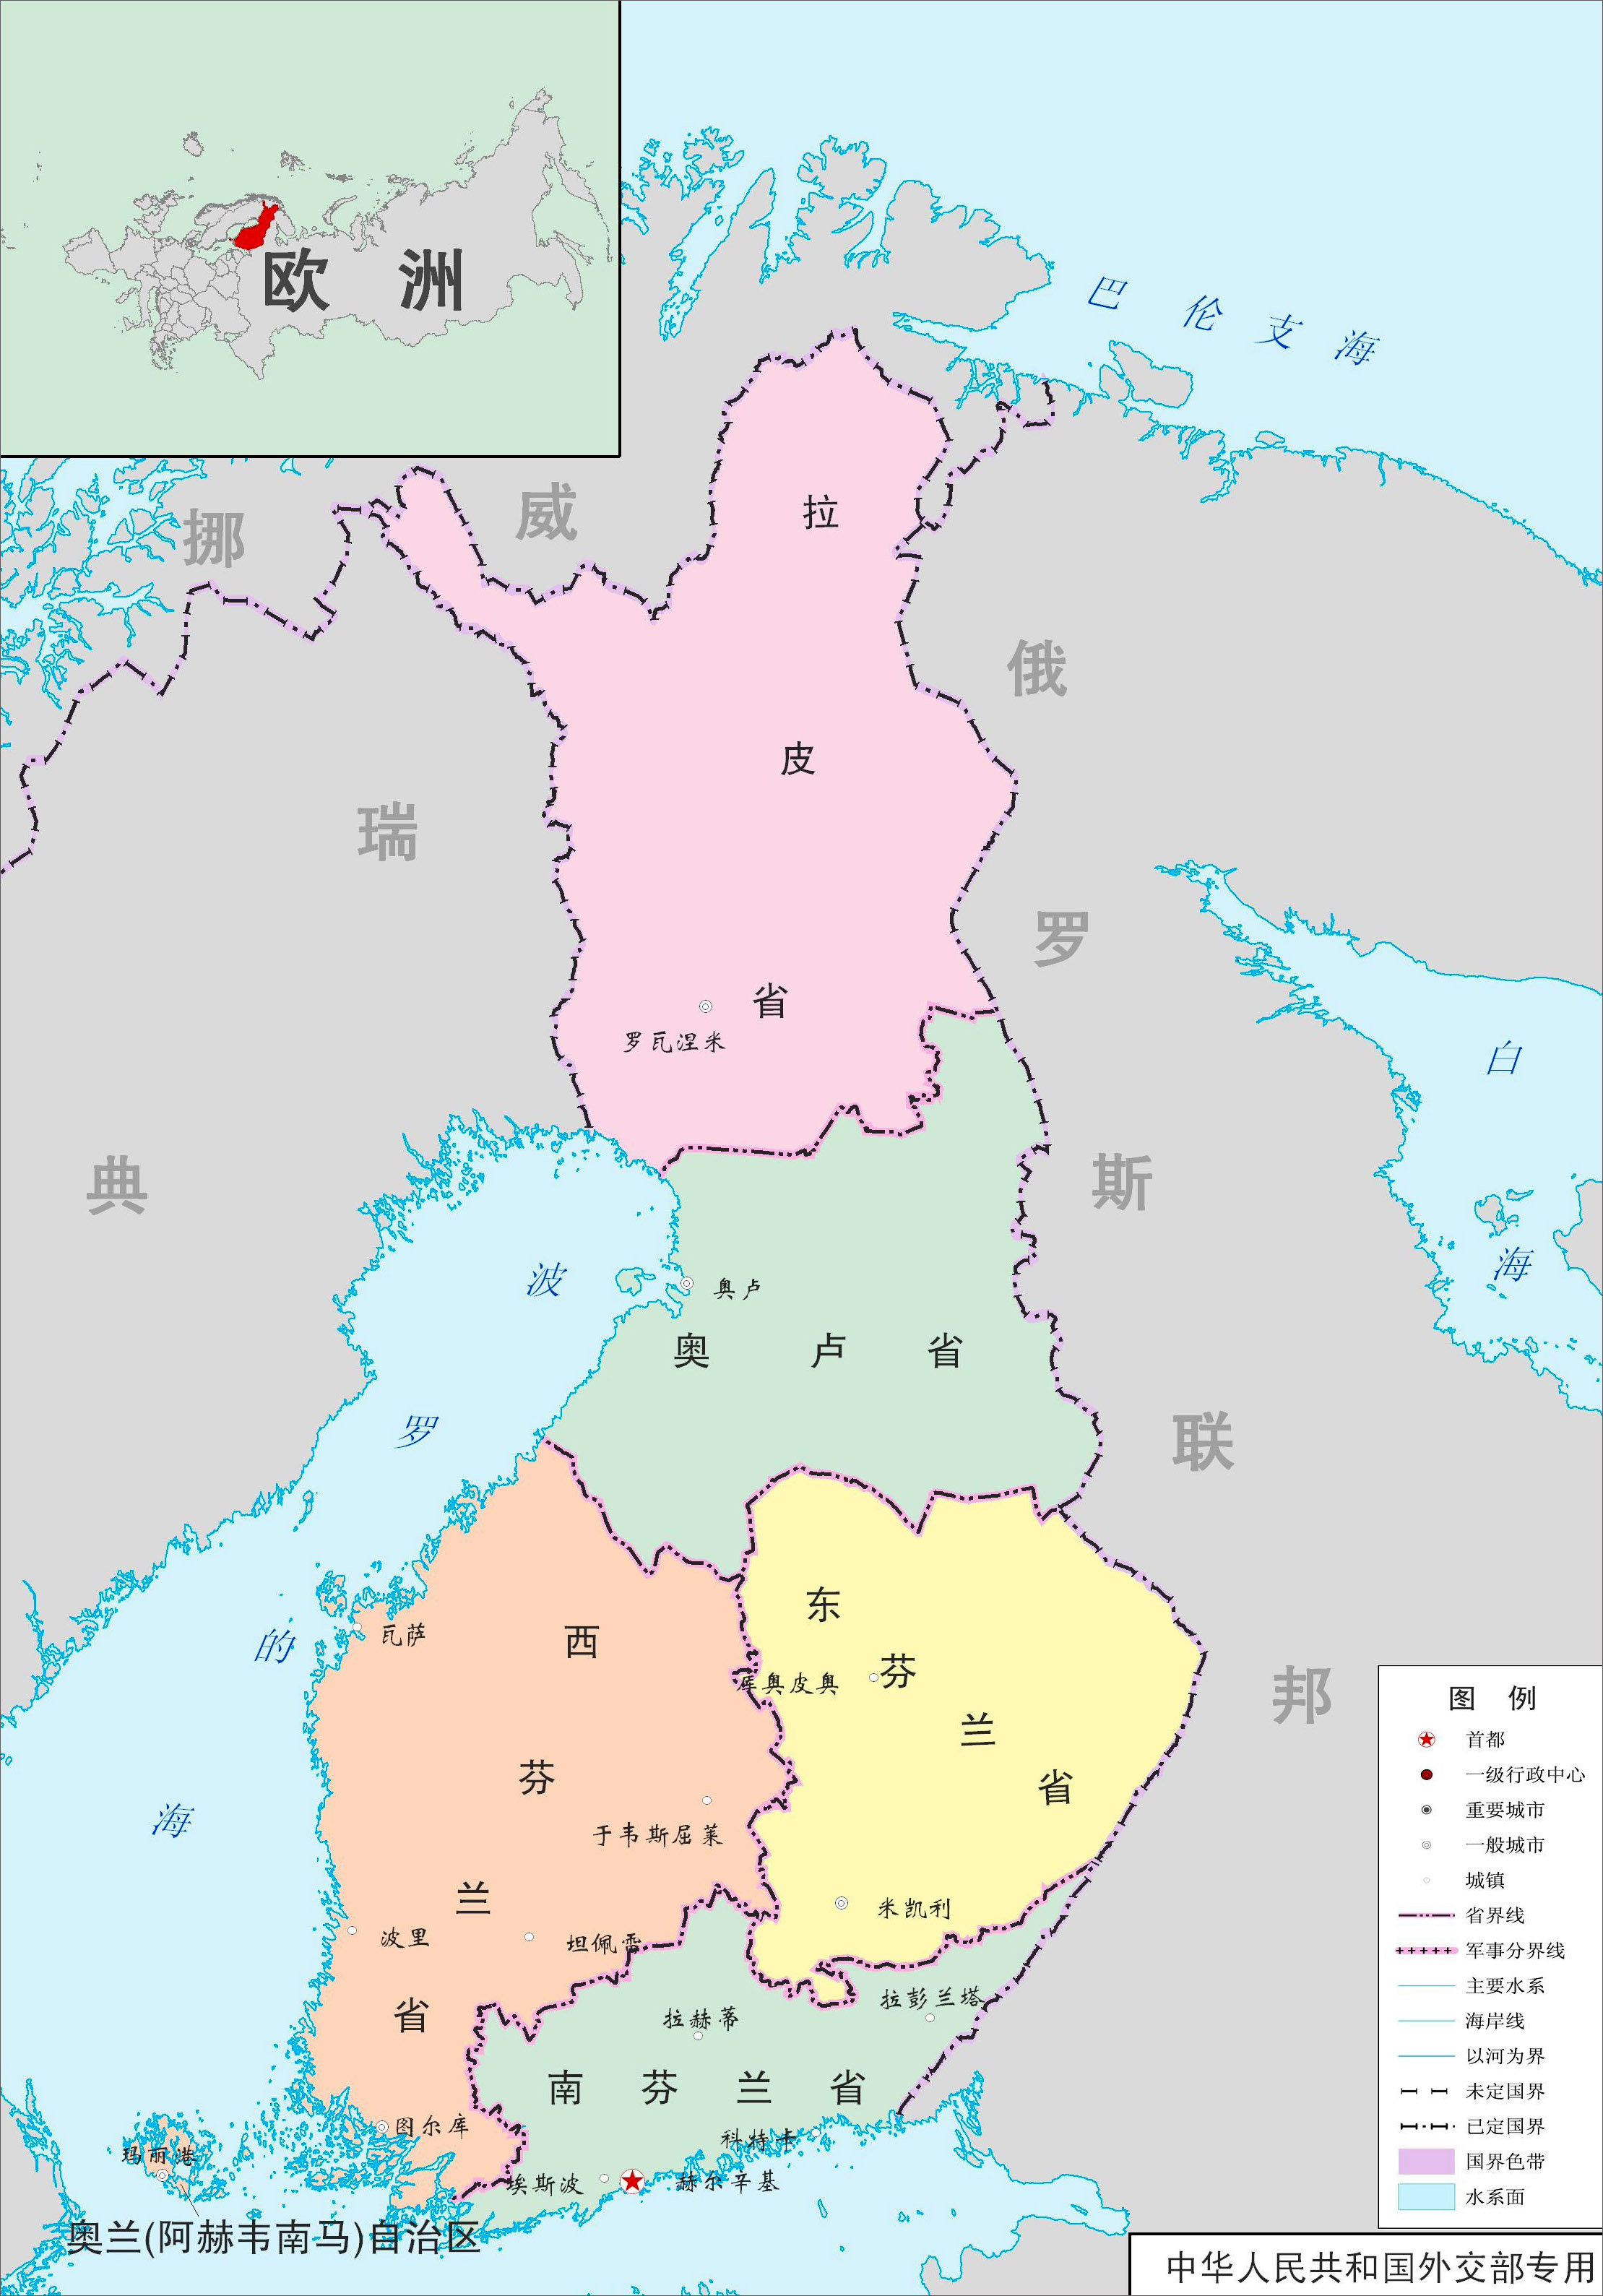 欧 洲
巴 伦 支 海
挪 威
拉 皮 省
俄 罗 斯 联 邦
瑞 典
罗瓦涅米
白 海
波 罗 的 海
奥卢
奥 卢 省
东 芬 兰 省
西 芬 兰 省
瓦萨
库奥皮奥
于韦斯屈莱
米凯利
波里
坦佩雷
拉彭兰塔
拉赫蒂
南 芬 兰 省
图尔库
科特卡
玛丽港
埃斯波
赫尔辛基
奥兰(阿赫韦南马)自治区
图 例
首都
一级行政中心
重要城市
一般城市
城镇
省界线
军事分界线
主要水系
海岸线
以河为界
未定国界
已定国界
国界色带
水系面
中华人民共和国外交部专用